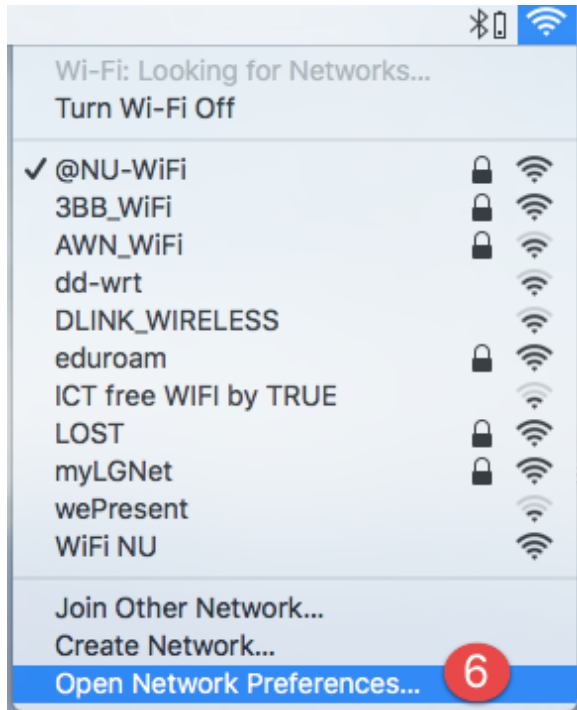 Wi-Fi: Looking for Networks...
Turn Wi-Fi Off
@NU-WiFi
3BB_WiFi
AWN_WiFi
dd-wrt
DLINK_WIRELESS
eduroam
ICT free WIFI by TRUE
LOST
myLGNet
wePresent
WiFi NU
Join Other Network...
Create Network...
Open Network Preferences... 6